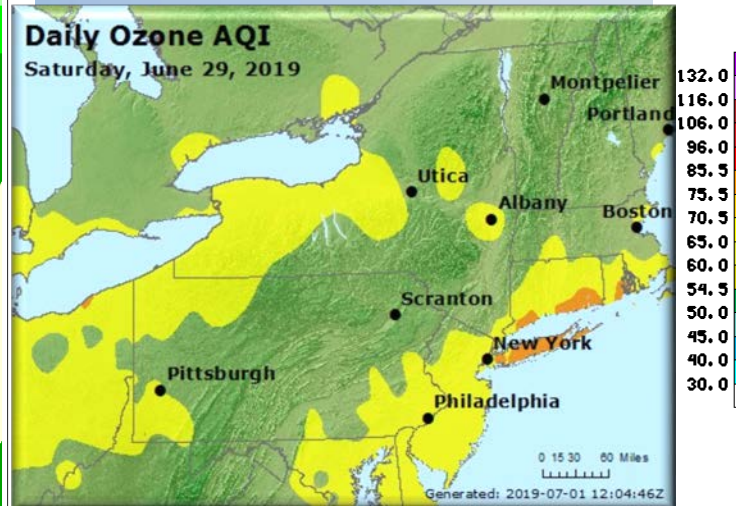 Daily Ozone AQI
Saturday, June 29, 2019
Montpelier
Portland
Utica
Albany
Boston
Scranton
New York
Pittsburgh
Philadelphia
0 15 30 60 Miles
Generated: 2019-07-01 12:04:46Z
132.0
116.0
106.0
96.0
85.5
75.5
70.5
65.0
60.0
54.5
50.0
45.0
40.0
30.0